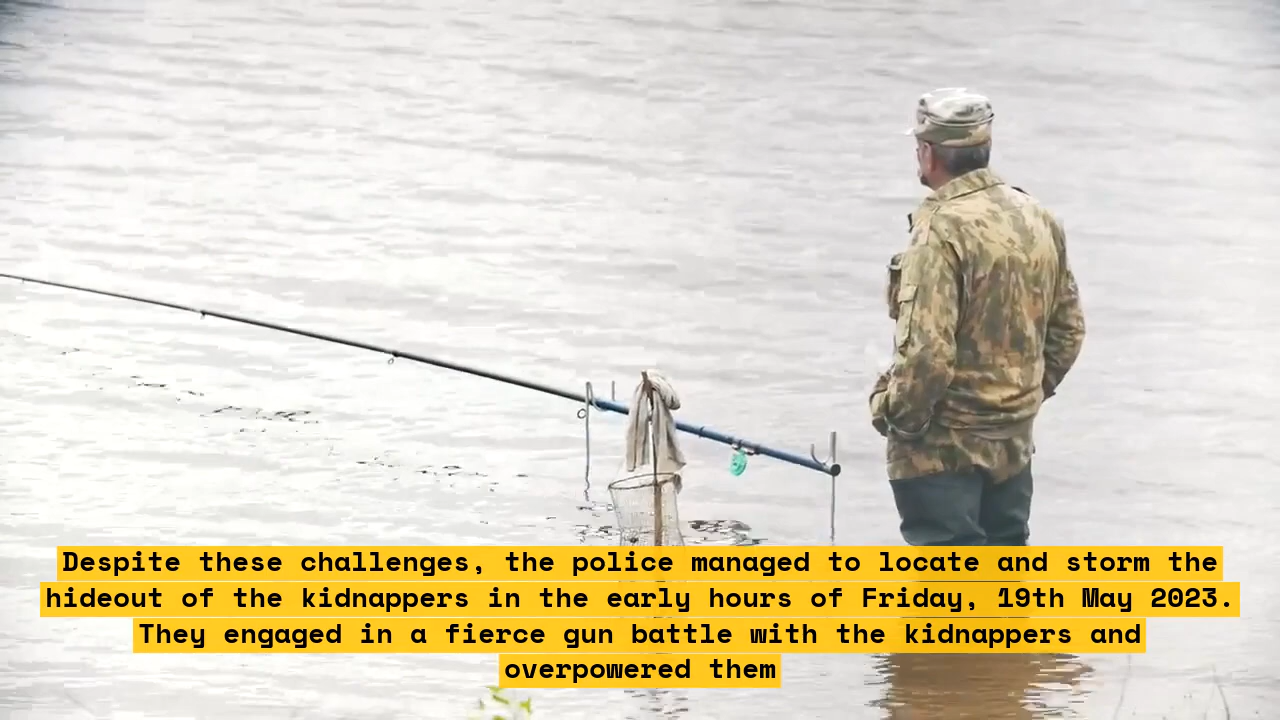 Despite these challenges, the police managed to locate and storm the
hideout of the kidnappers in the early hours of Friday, 19th May 2023.
They engaged in a fierce gun battle with the kidnappers and
overpowered them